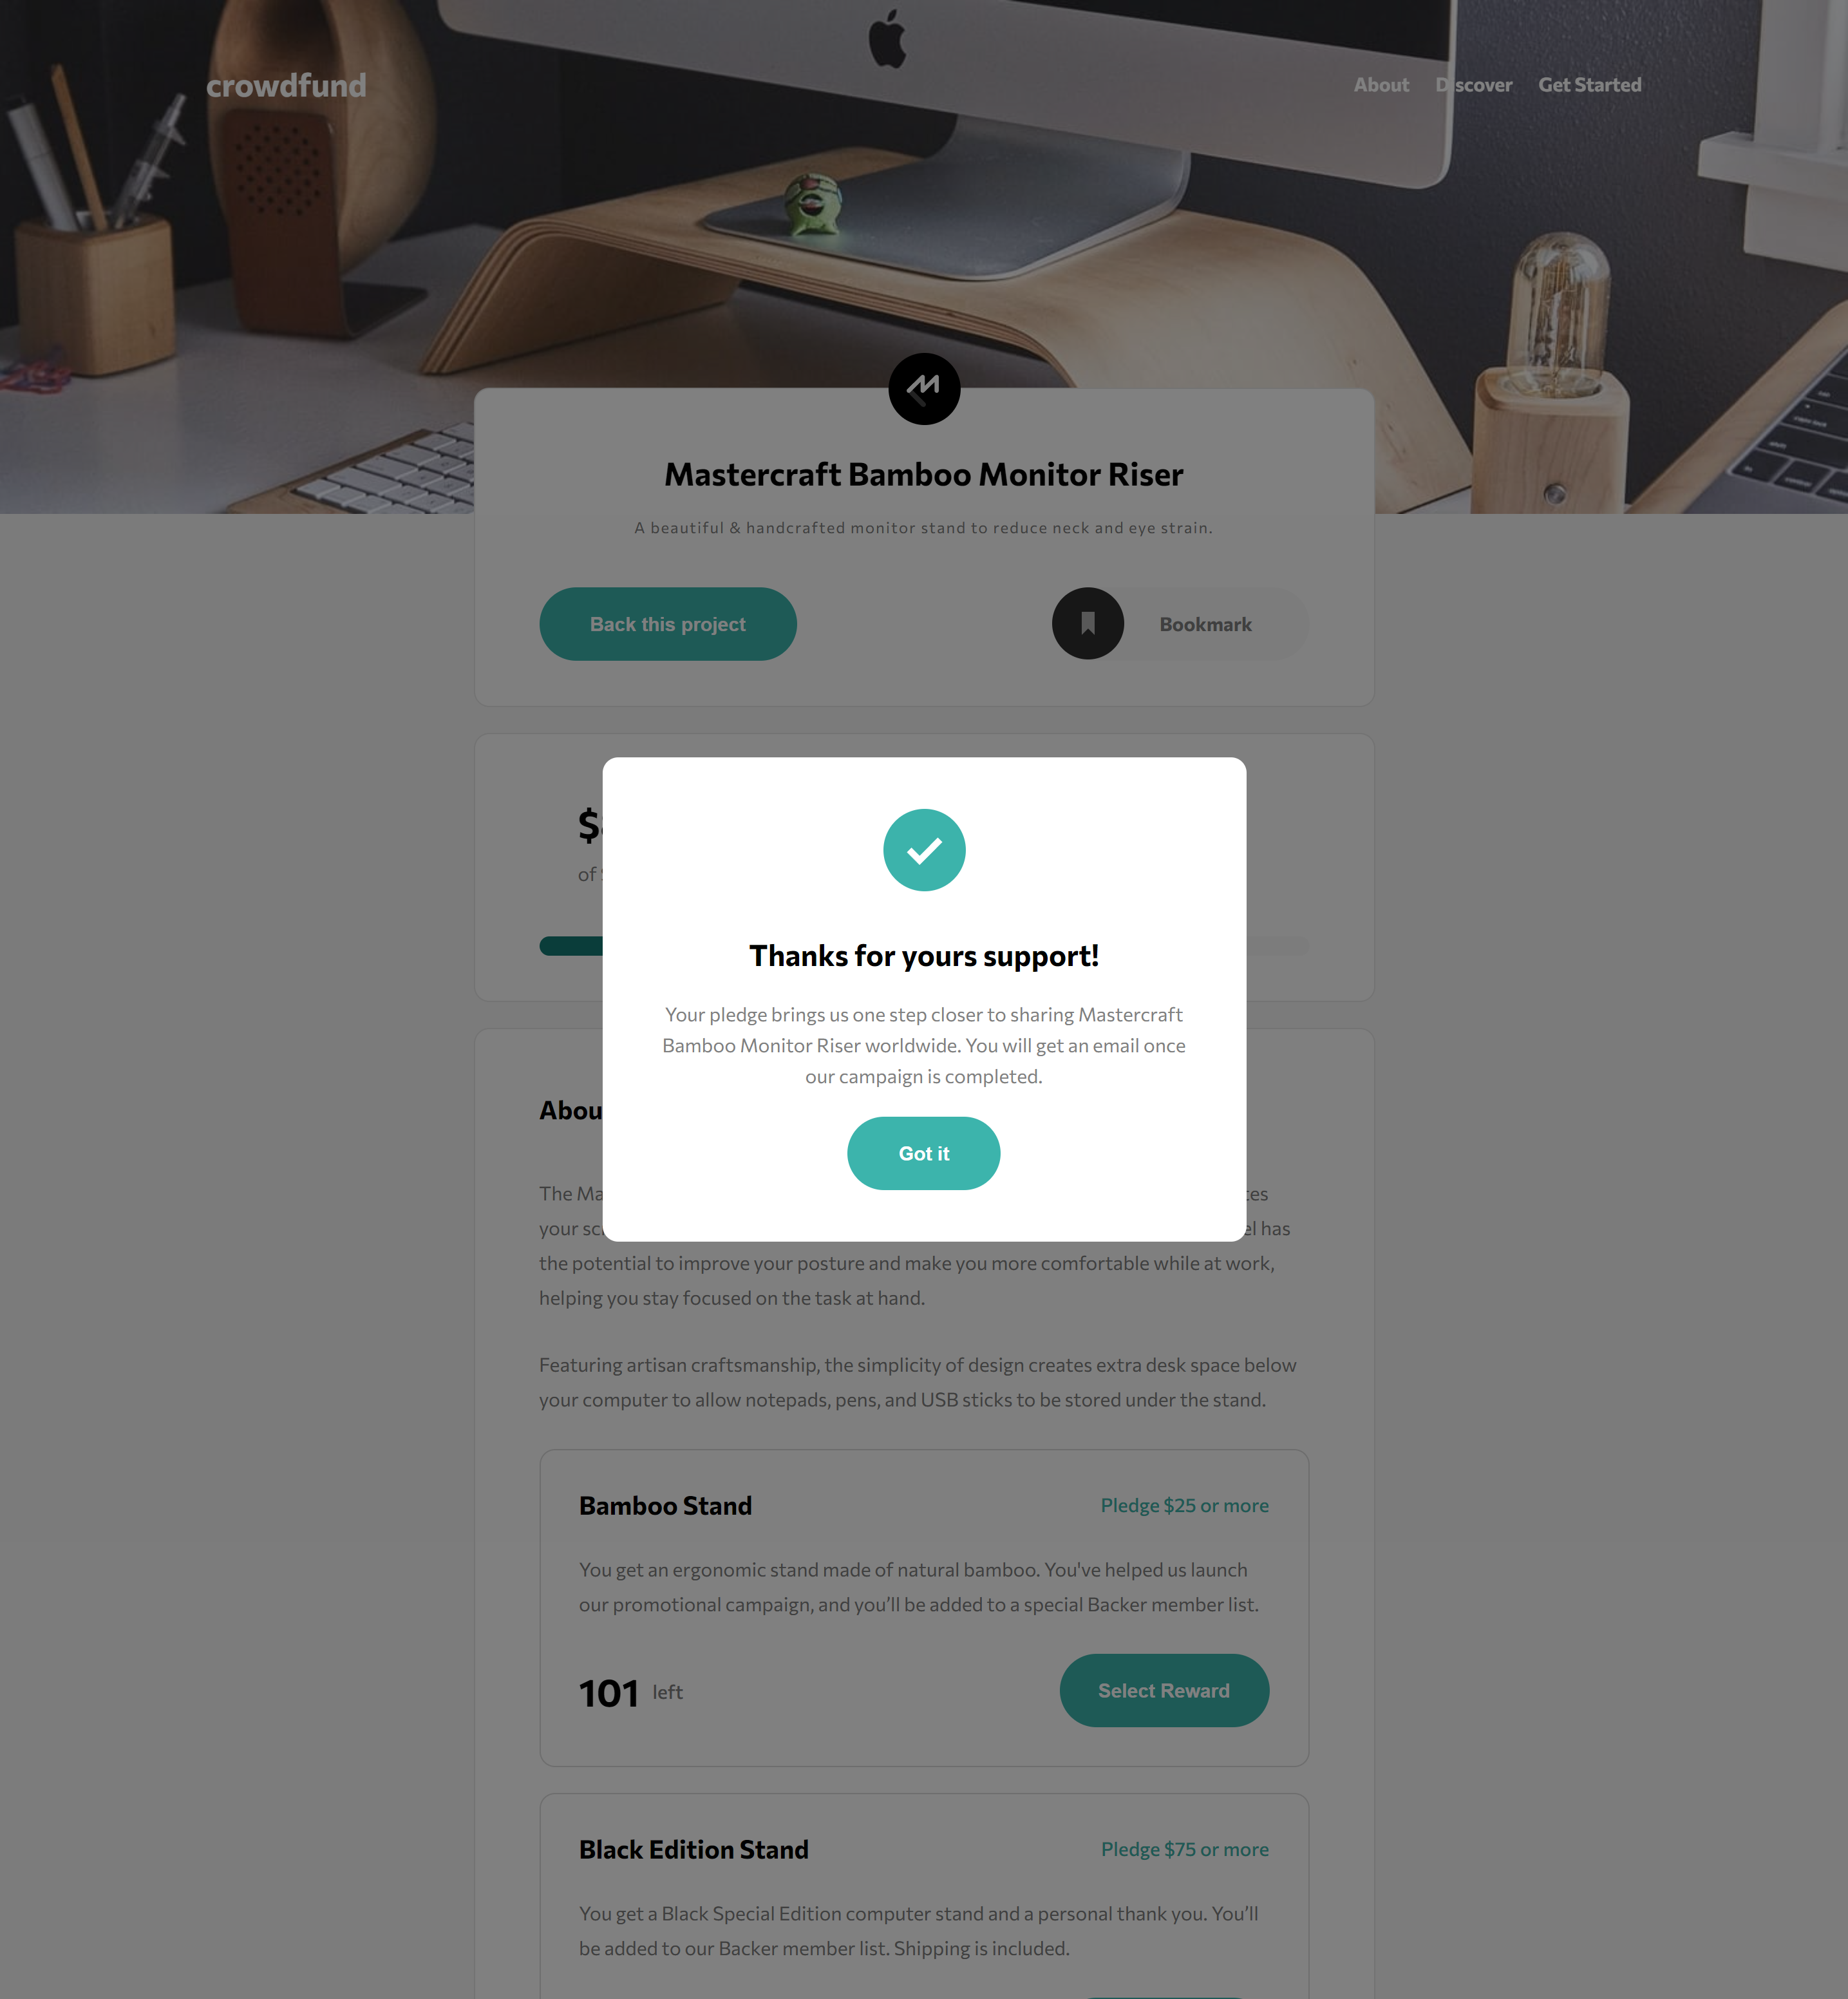 crowdfund
About Discover Get Started
Mastercraft Bamboo Monitor Riser
A beautiful & handcrafted monitor stand to reduce neck and eye strain.
Back this project
Bookmark
$
of
Thanks for yours support!
Your pledge brings us one step closer to sharing Mastercraft
Bamboo Monitor Riser worldwide. You will get an email once
our campaign is completed.
Got it
Abou
The Ma
your sc
has
the potential to improve your posture and make you more comfortable while at work,
helping you stay focused on the task at hand.
Featuring artisan craftsmanship, the simplicity of design creates extra desk space below
your computer to allow notepads, pens, and USB sticks to be stored under the stand.
Bamboo Stand
Pledge $25 or more
You get an ergonomic stand made of natural bamboo. You've helped us launch
our promotional campaign, and you’ll be added to a special Backer member list.
101 left
Select Reward
Black Edition Stand
Pledge $75 or more
You get a Black Special Edition computer stand and a personal thank you. You’ll
be added to our Backer member list. Shipping is included.